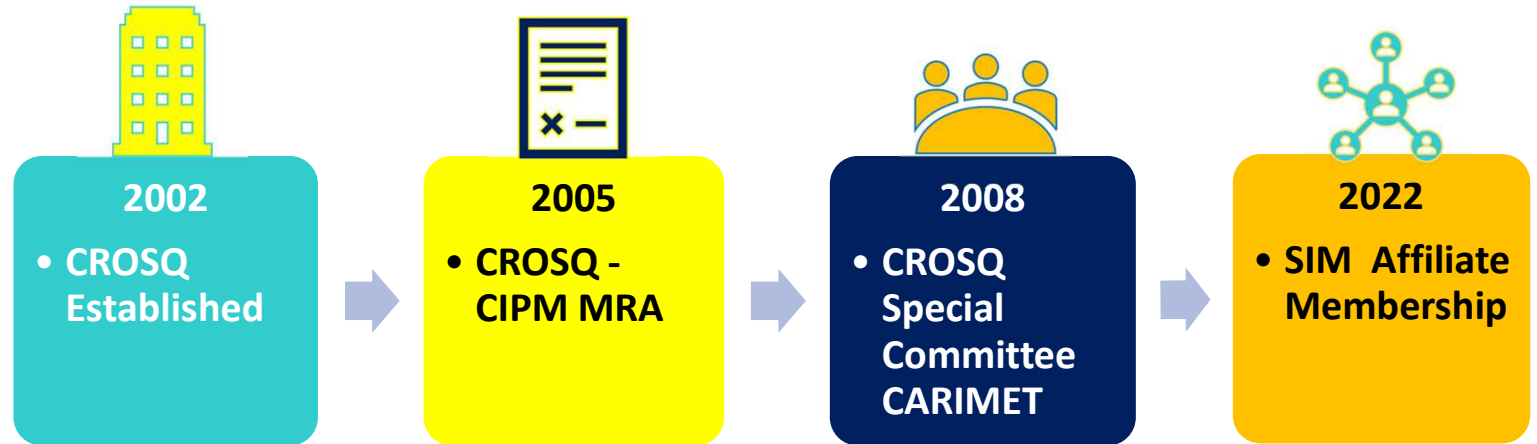 2002
• CROSQ
Established
2005
• CROSQ -
CIPM MRA
2008
• CROSQ
Special
Committee
CARIMET
2022
• SIM Affiliate
Membership